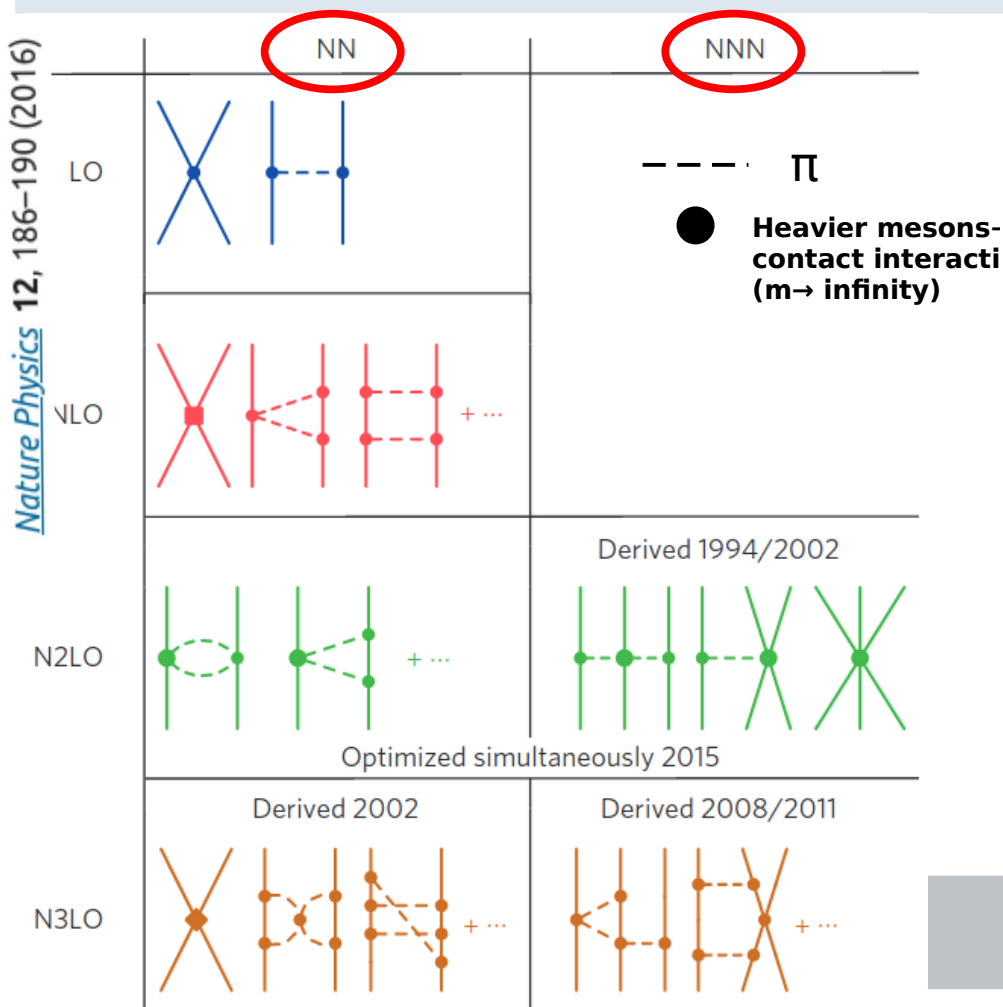 Nature Physics 12, 186–190 (2016)
NN
NNN
LO
π
Heavier mesons-
contact interacti
(m→ infinity)
NLO
+ ...
Derived 1994/2002
N2LO
+ ...
Optimized simultaneously 2015
Derived 2002
Derived 2008/2011
N3LO
+ ...
+ ...